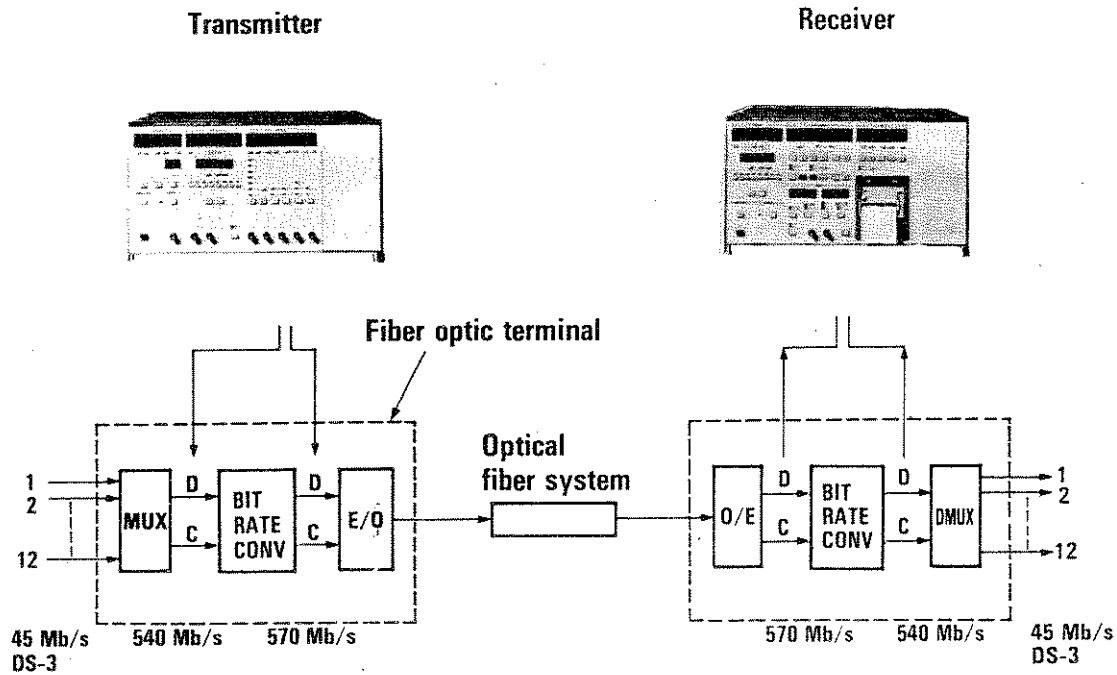 Transmitter
Receiver
Fiber optic terminal
Optical
fiber system
1
2
12
MUX
D
C
BIT
RATE
CONV
D
C
E/O
O/E
D
C
BIT
RATE
CONV
D
C
DMUX
1
2
12
45 Mb/s
DS-3
540 Mb/s
570 Mb/s
570 Mb/s
540 Mb/s
45 Mb/s
DS-3